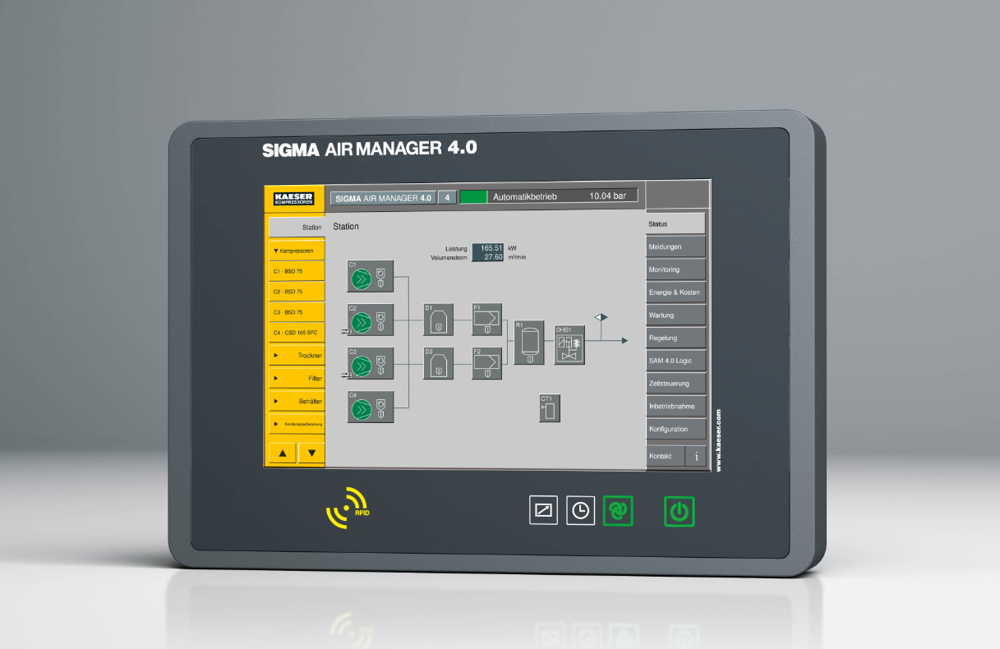 SIGMA AIR MANAGER 4.0
KAESER
KOMPRESSOREN
SIGMA AIR MANAGER 4.0
4
Automatikbetrieb
10.04 bar
Station
Kompressoren
C1 - BSD 75
C2 - BSD 75
C3 - BSD 75
C4 - CSD 105 SFC
Trockner
Filter
Behälter
Kondensataufbereitung
Station
Leistung 165.51 kW
Volumenstrom 27.60 m³/min
C1
C2
D1
F1
R1
DHS1
C3
D2
F2
C4
CT1
Status
Meldungen
Monitoring
Energie & Kosten
Wartung
Regelung
SAM 4.0 Logic
Zeitsteuerung
Inbetriebnahme
Konfiguration
Kontakt
i
www.kaeser.com
RFID